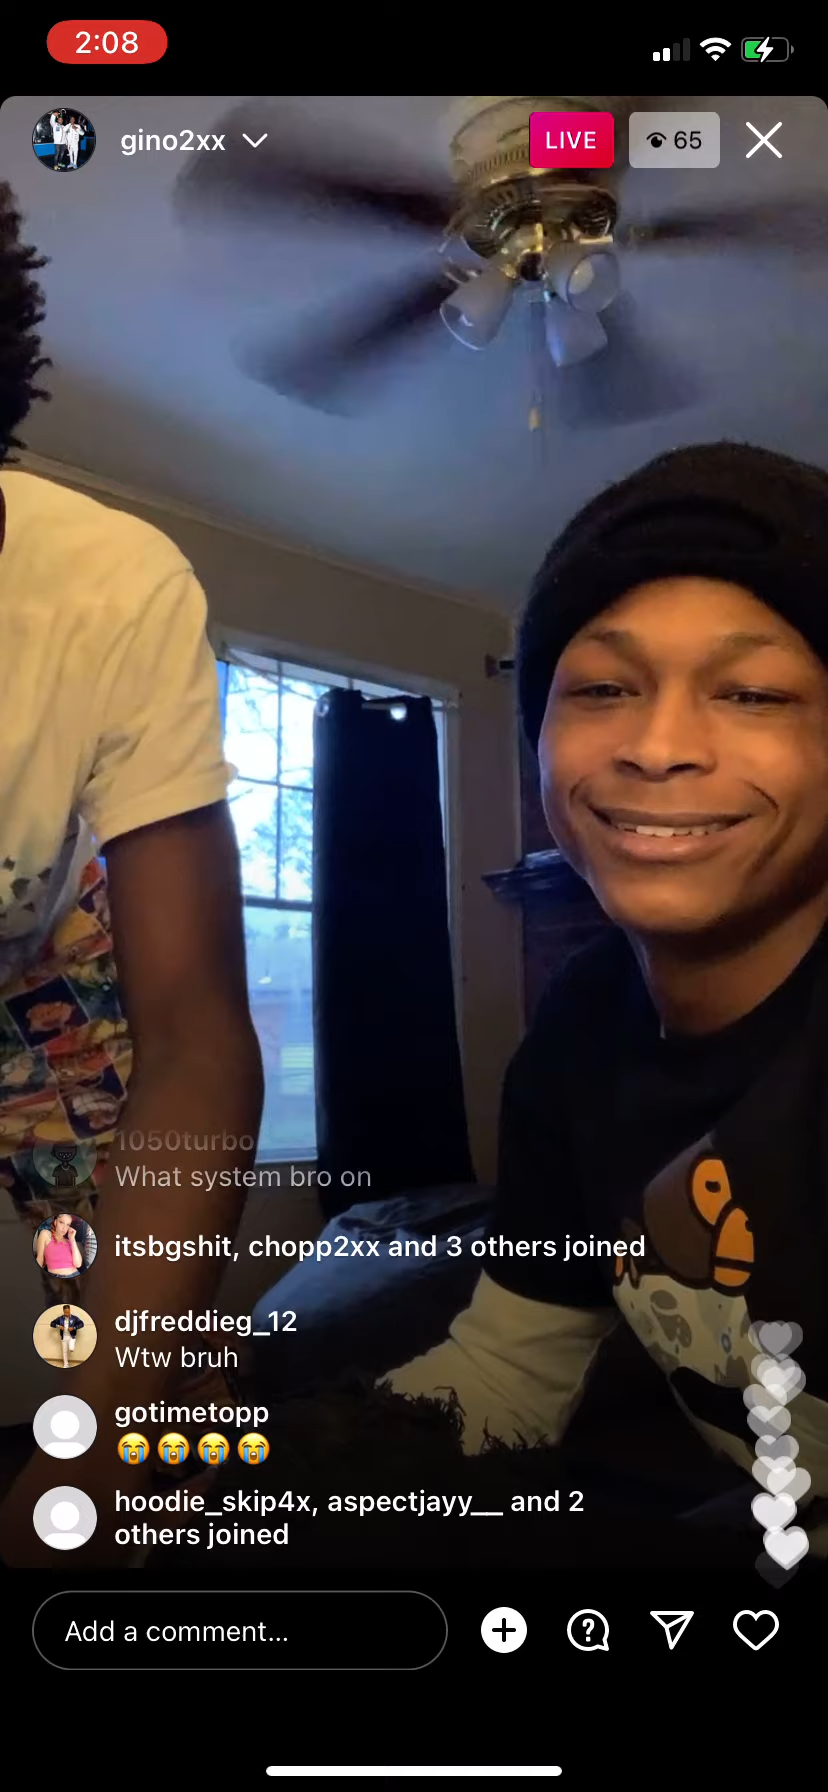 2:08
gino2xx
LIVE
65
1050turbo
What system bro on
itsbgshit, chopp2xx and 3 others joined
djfreddieg_12
Wtw bruh
gotimetopp
😭😭😭😭
hoodie_skip4x, aspectjayy__ and 2
others joined
Add a comment...